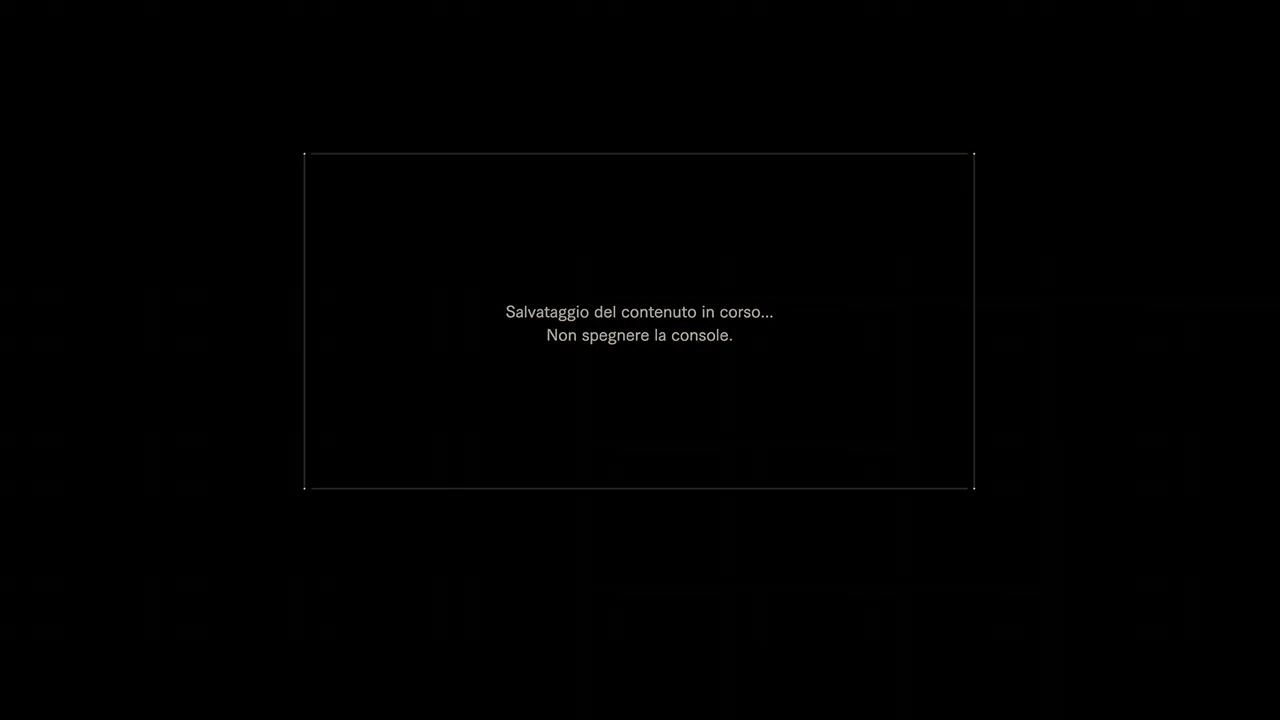 Salvataggio del contenuto in corso...
Non spegnere la console.